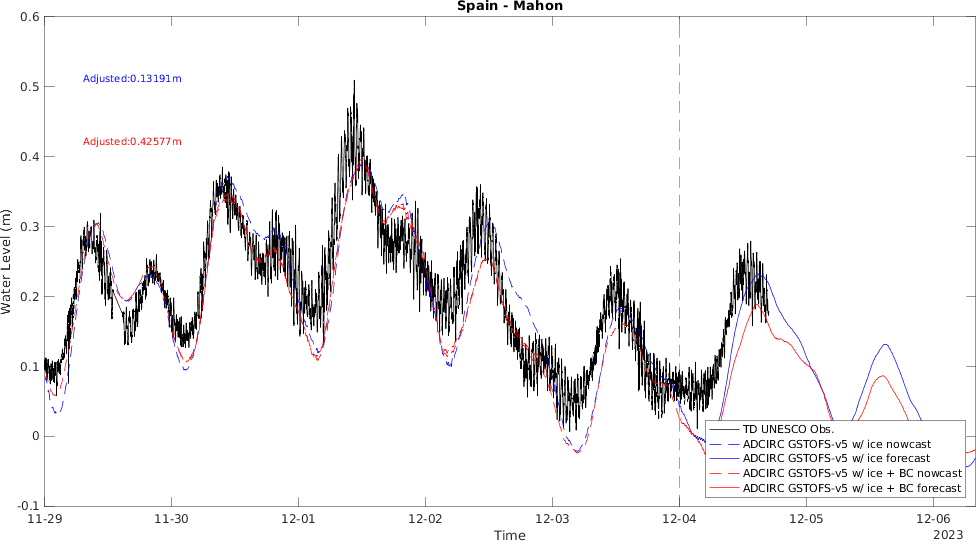 Spain - Mahon
Adjusted:0.13191m
Adjusted:0.42577m
Water Level (m)
0.6
0.5
0.4
0.3
0.2
0.1
0
-0.1
11-29
11-30
12-01
12-02
12-03
12-04
12-05
12-06
Time
2023
TD UNESCO Obs.
ADCIRC GSTOFS-v5 w/ ice nowcast
ADCIRC GSTOFS-v5 w/ ice forecast
ADCIRC GSTOFS-v5 w/ ice + BC nowcast
ADCIRC GSTOFS-v5 w/ ice + BC forecast